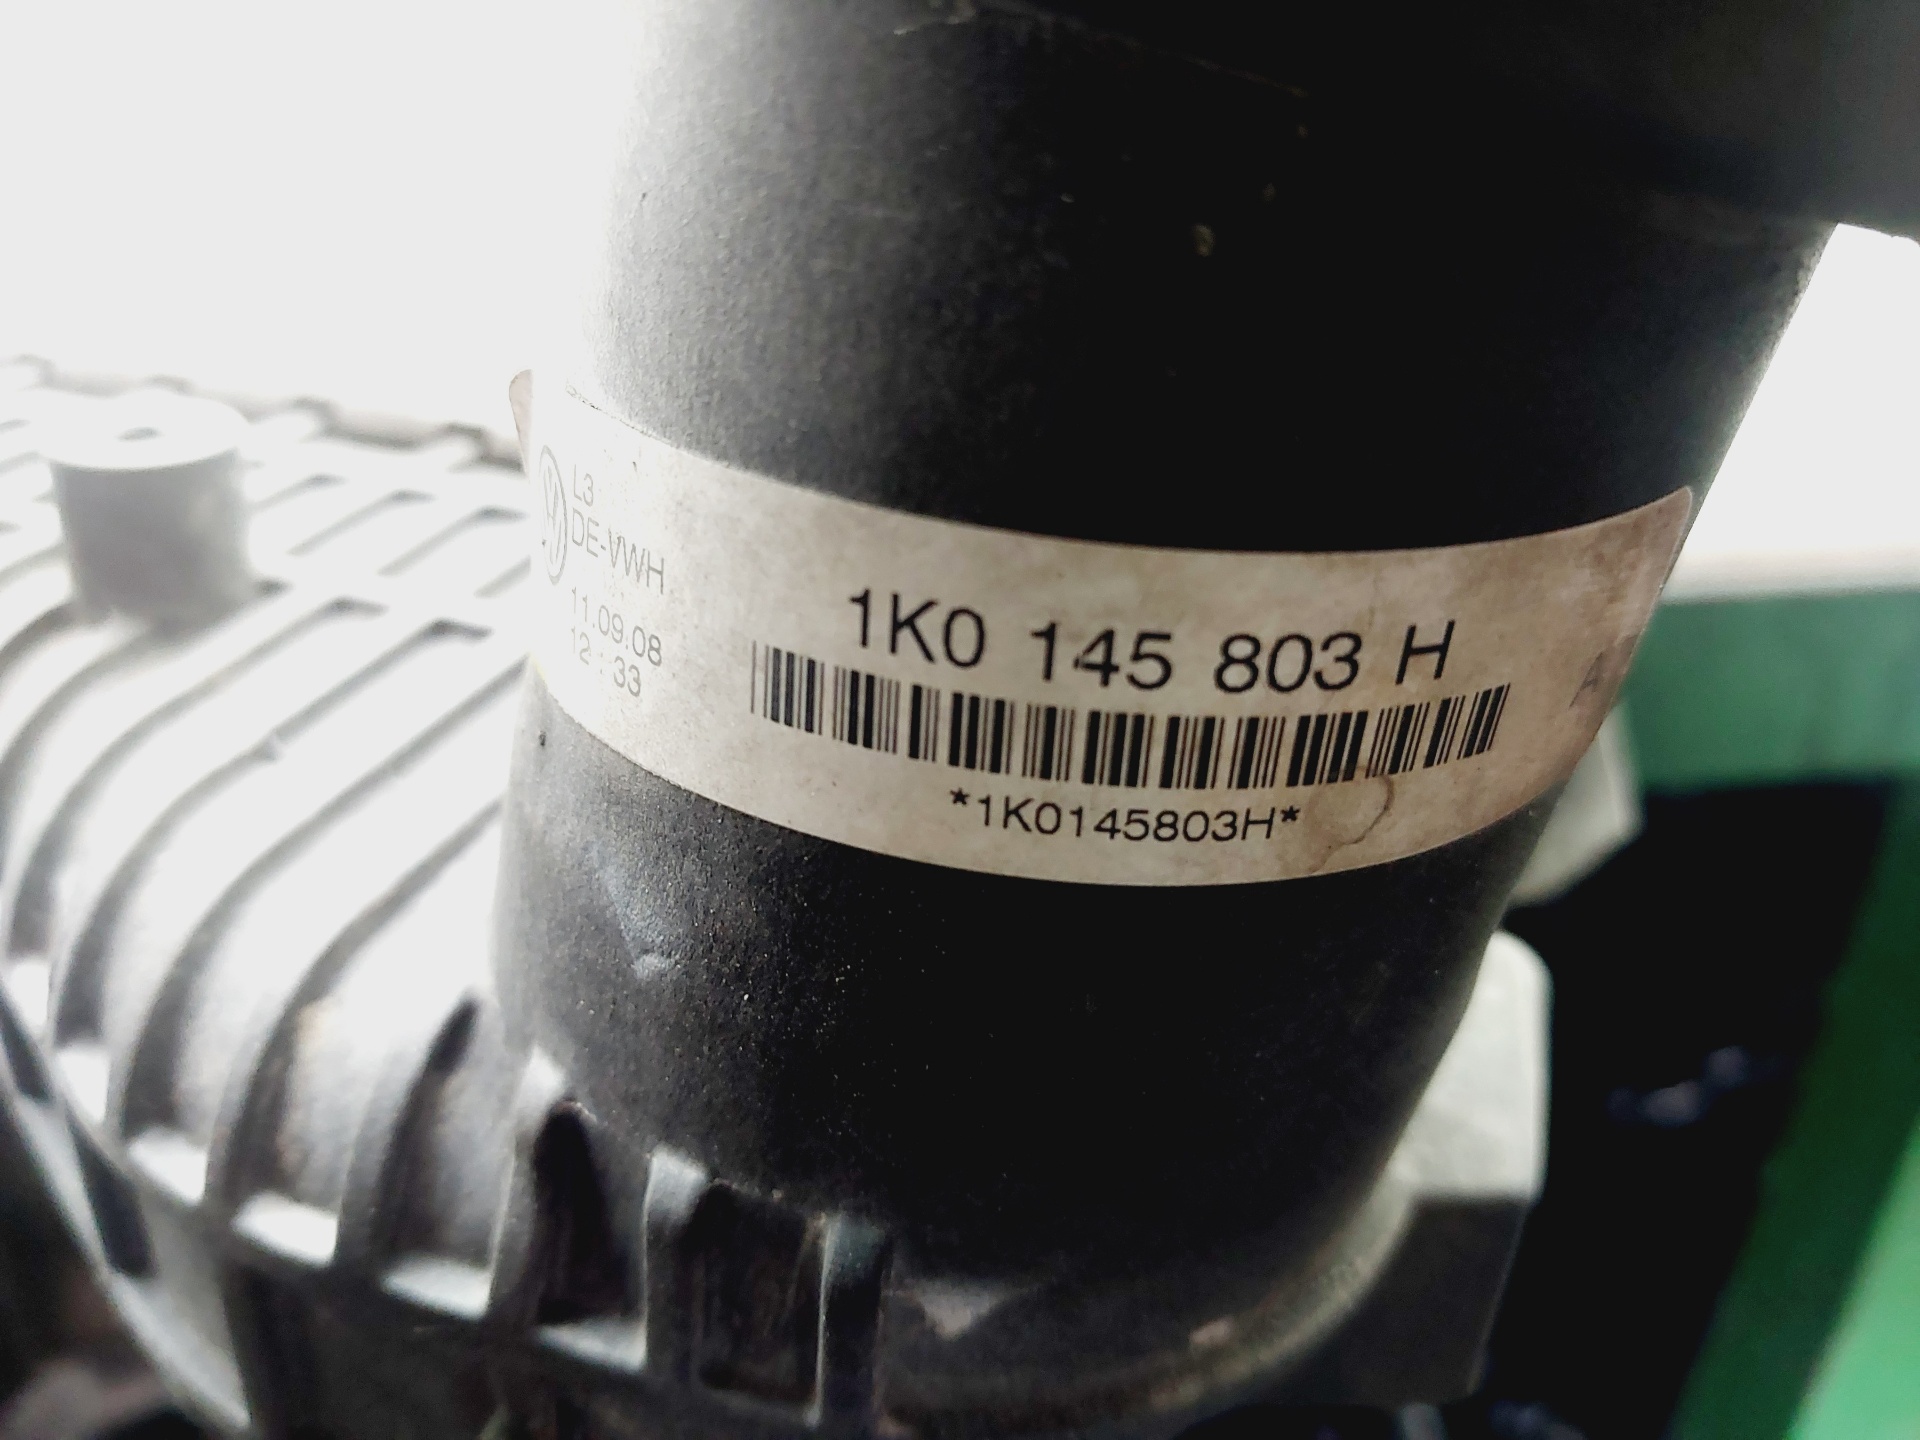 L3
DE-VWH
11.09.08
12:33
1K0 145 803 H
*1K0145803H*
A